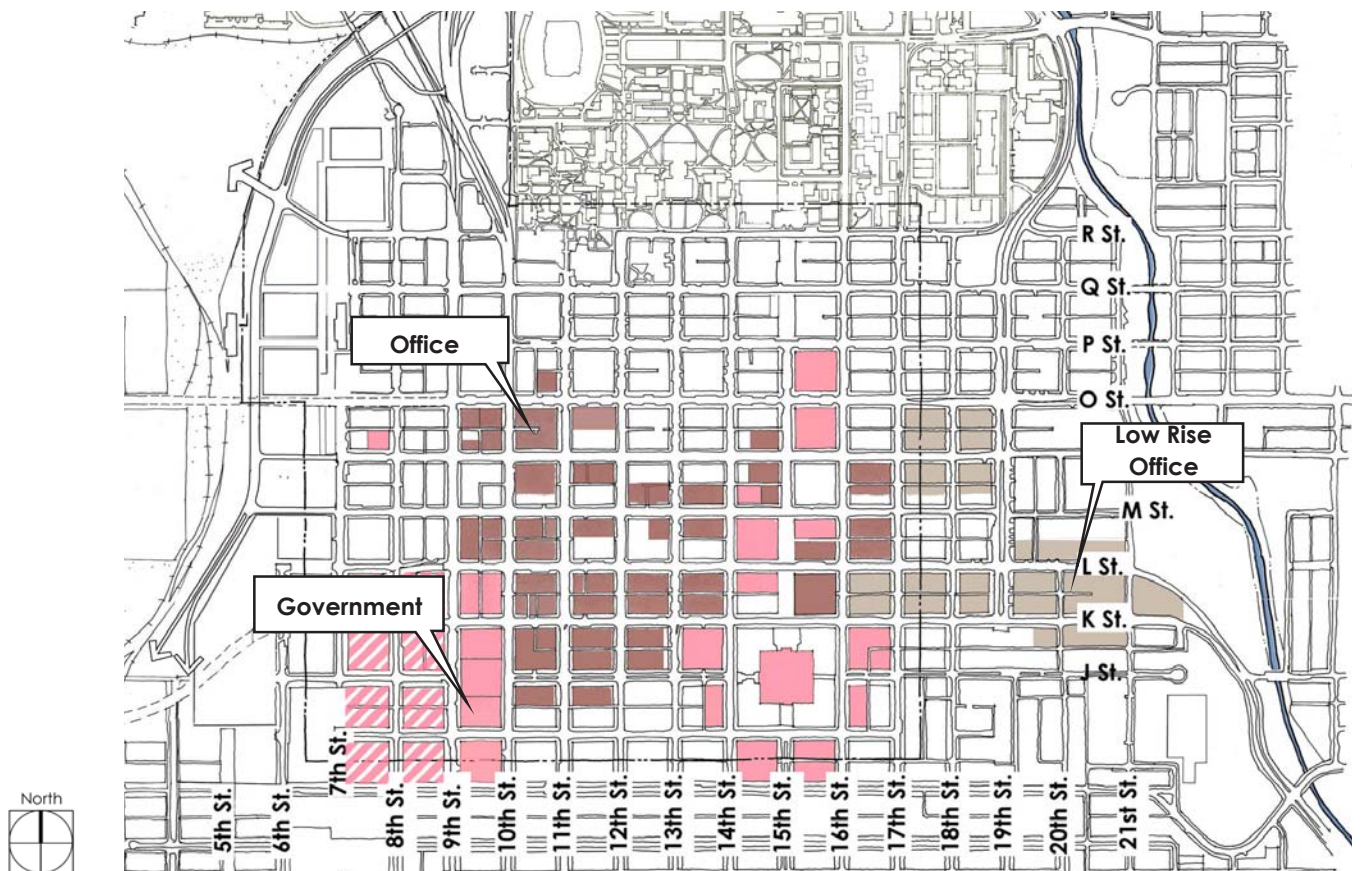 R St.
Q St.
Office
P St.
O St.
Low Rise
Office
M St.
L St.
Government
K St.
J St.
North
5th St.
6th St.
7th St.
8th St.
9th St.
10th St.
11th St.
12th St.
13th St.
14th St.
15th St.
16th St.
17th St.
18th St.
19th St.
20th St.
21st St.